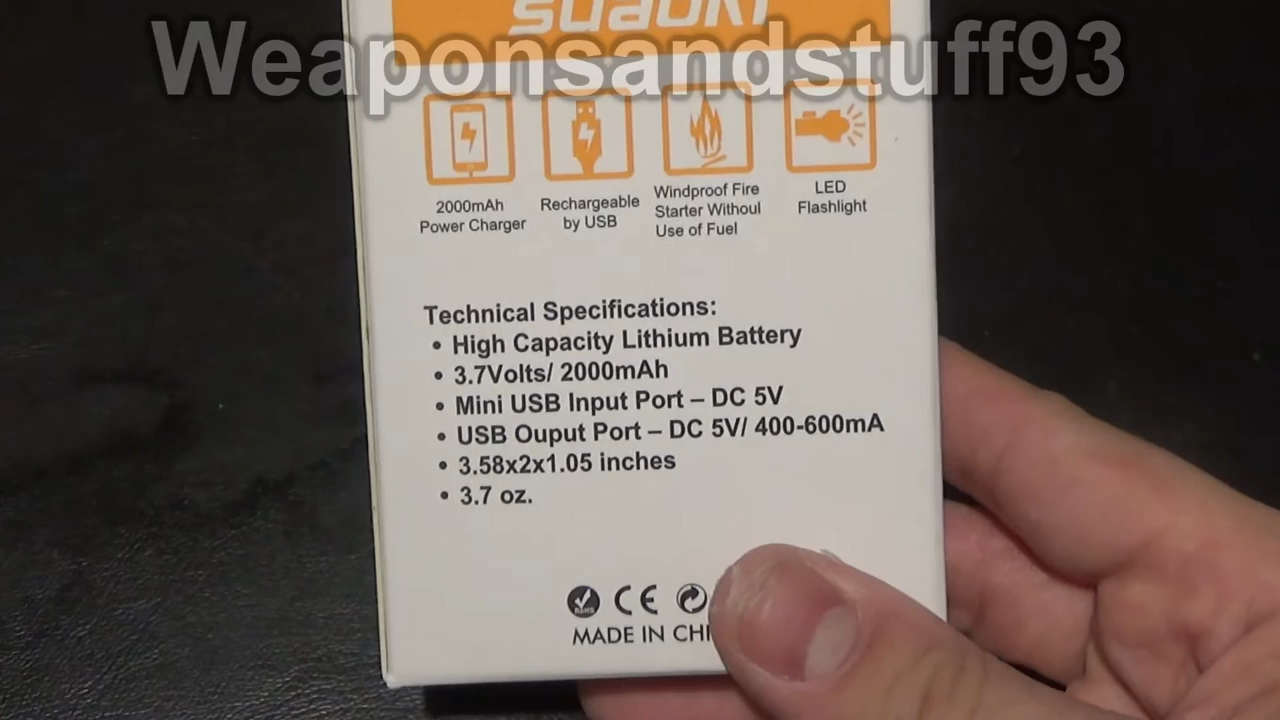 suaoki
Weaponsandstuff93
2000mAh
Power Charger
Rechargeable
by USB
Windproof Fire
Starter Without
Use of Fuel
LED
Flashlight
Technical Specifications:
• High Capacity Lithium Battery
• 3.7Volts/ 2000mAh
• Mini USB Input Port – DC 5V
• USB Ouput Port – DC 5V/ 400-600mA
• 3.58x2x1.05 inches
• 3.7 oz.
RoHS CE
MADE IN CHI